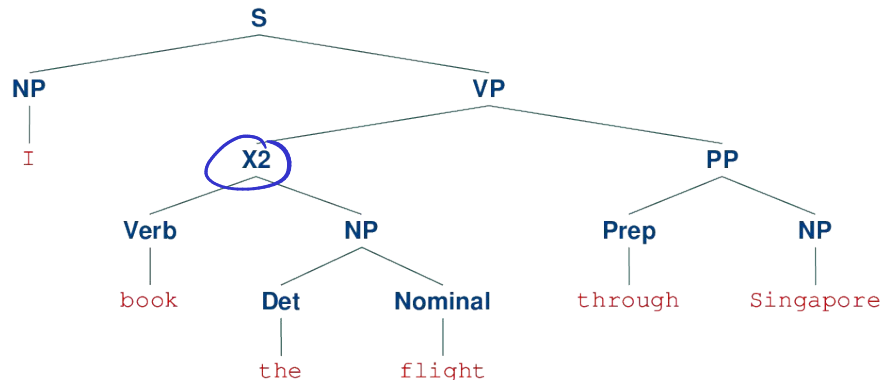 S
NP VP
I X2 PP
Verb NP Prep NP
book Det Nominal through Singapore
the flight